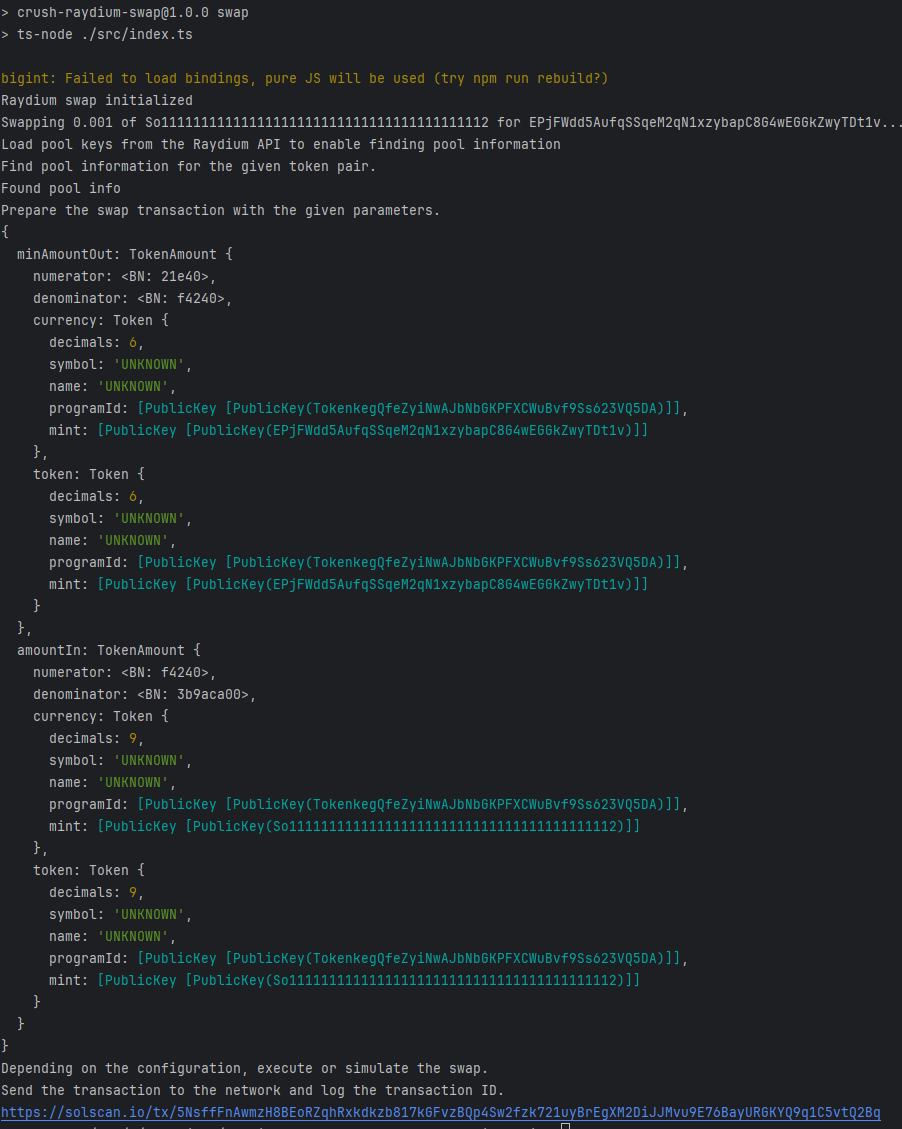 > crush-raydium-swap@1.0.0 swap
> ts-node ./src/index.ts
bigint: Failed to load bindings, pure JS will be used (try npm run rebuild?)
Raydium swap initialized
Swapping 0.001 of So11111111111111111111111111111111111111112 for EPjFWdd5AufqSSqeM2qN1xzybapC8G4wEGGkZwyTDt1v...
Load pool keys from the Raydium API to enable finding pool information
Find pool information for the given token pair.
Found pool info
Prepare the swap transaction with the given parameters.
{
  minAmountOut: TokenAmount {
    numerator: <BN: 21e40>,
    denominator: <BN: f4240>,
    currency: Token {
      decimals: 6,
      symbol: 'UNKNOWN',
      name: 'UNKNOWN',
      programId: [PublicKey [PublicKey(TokenkegQfeZyiNwAJbNbGKPFXCWuBvf9Ss623VQ5DA)]],
      mint: [PublicKey [PublicKey(EPjFWdd5AufqSSqeM2qN1xzybapC8G4wEGGkZwyTDt1v)]]
    },
    token: Token {
      decimals: 6,
      symbol: 'UNKNOWN',
      name: 'UNKNOWN',
      programId: [PublicKey [PublicKey(TokenkegQfeZyiNwAJbNbGKPFXCWuBvf9Ss623VQ5DA)]],
      mint: [PublicKey [PublicKey(EPjFWdd5AufqSSqeM2qN1xzybapC8G4wEGGkZwyTDt1v)]]
    }
  },
  amountIn: TokenAmount {
    numerator: <BN: f4240>,
    denominator: <BN: 3b9aca00>,
    currency: Token {
      decimals: 9,
      symbol: 'UNKNOWN',
      name: 'UNKNOWN',
      programId: [PublicKey [PublicKey(TokenkegQfeZyiNwAJbNbGKPFXCWuBvf9Ss623VQ5DA)]],
      mint: [PublicKey [PublicKey(So11111111111111111111111111111111111111112)]]
    },
    token: Token {
      decimals: 9,
      symbol: 'UNKNOWN',
      name: 'UNKNOWN',
      programId: [PublicKey [PublicKey(TokenkegQfeZyiNwAJbNbGKPFXCWuBvf9Ss623VQ5DA)]],
      mint: [PublicKey [PublicKey(So11111111111111111111111111111111111111112)]]
    }
  }
}
Depending on the configuration, execute or simulate the swap.
Send the transaction to the network and log the transaction ID.
https://solscan.io/tx/5NsffFnAwmzH8BEoRZqhRxkdkzb817kGFvzBQp4Sw2fzk721uyBrEgXM2DiJJMvu9E76BayURGKYQ9q1C5vtQ2Bq